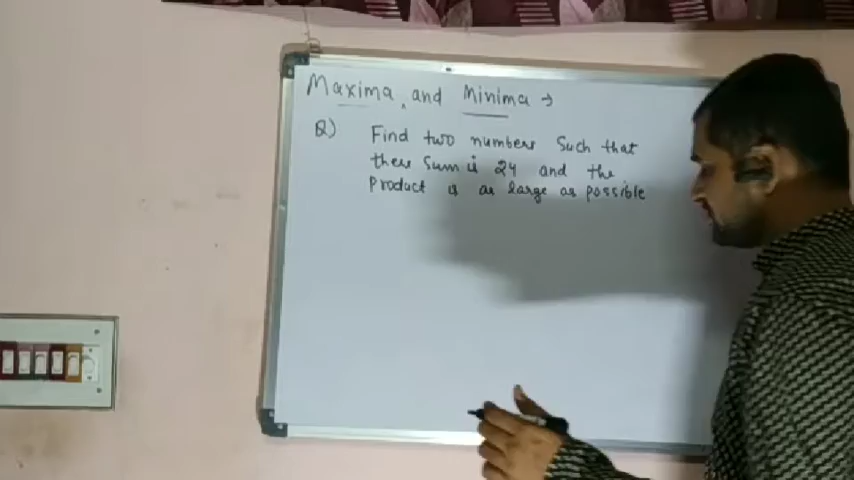 Maxima and Minima →
Q) Find two numbers Such that
there Sum is 24 and the
Product is as large as possible